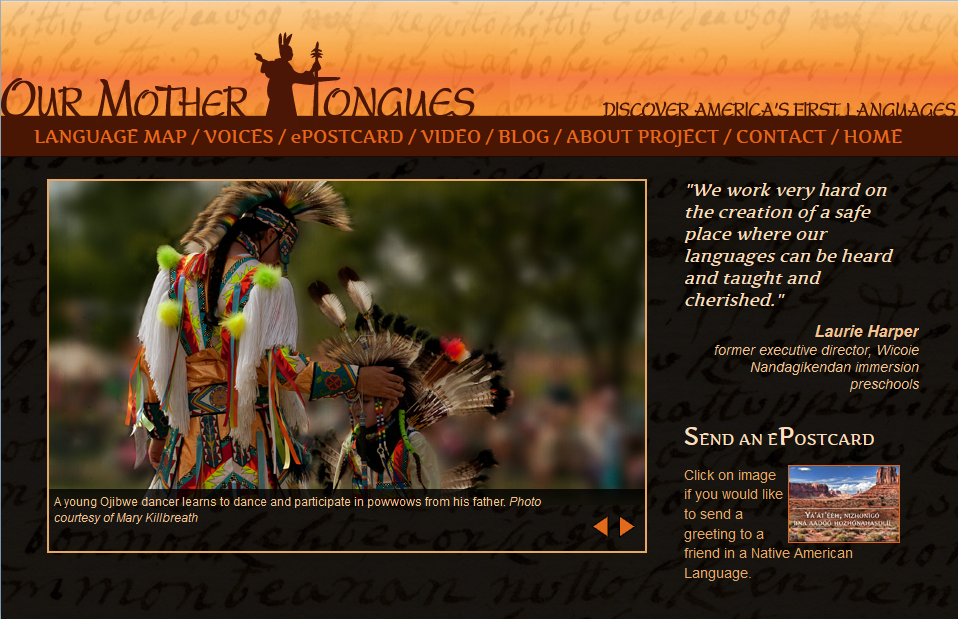 OUR MOTHER TONGUES
DISCOVER AMERICA'S FIRST LANGUAGES
LANGUAGE MAP / VOICES / ePOSTCARD / VIDEO / BLOG / ABOUT PROJECT / CONTACT / HOME
"We work very hard on
the creation of a safe
place where our
languages can be heard
and taught and
cherished."
Laurie Harper
former executive director, Wicoie
Nandagikendan immersion
preschools
A young Ojibwe dancer learns to dance and participate in powwows from his father. Photo
courtesy of Mary Killbreath
SEND AN ePOSTCARD
Click on image
if you would like
to send a
greeting to a
friend in a Native American
Language.
YA'AT'EEH, NIZHONIGO